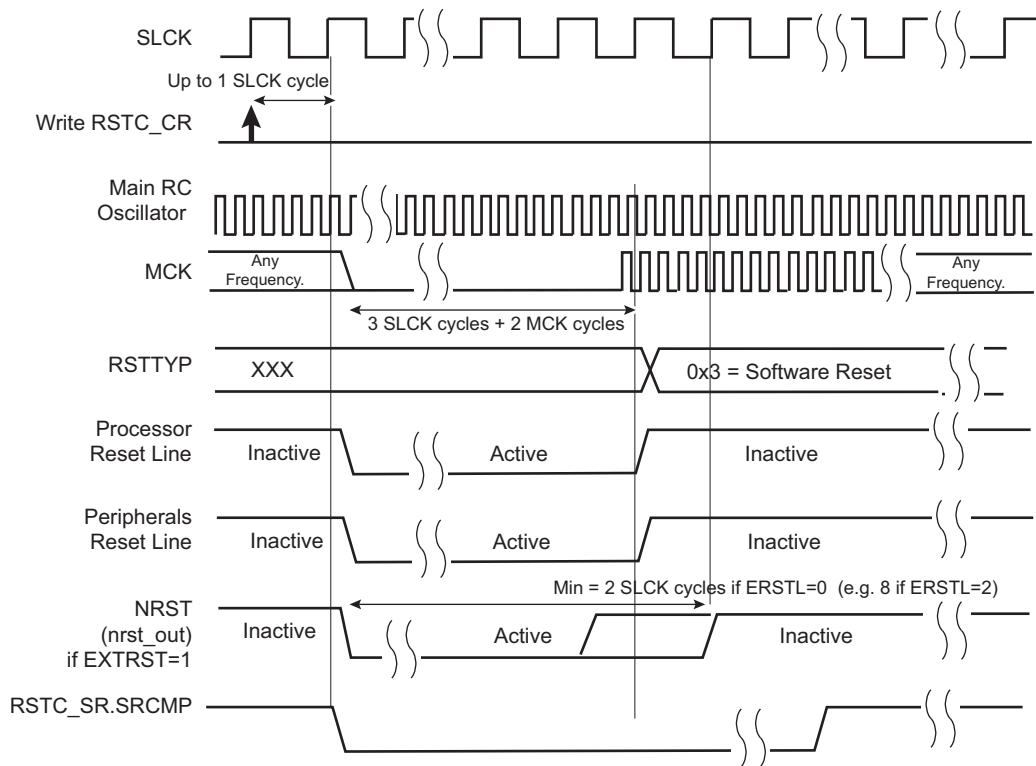 SLCK
Up to 1 SLCK cycle
Write RSTC_CR
Main RC
Oscillator
MCK
Any
Frequency.
Any
Frequency.
3 SLCK cycles + 2 MCK cycles
RSTTYP
XXX
0x3 = Software Reset
Processor
Reset Line
Inactive
Active
Inactive
Peripherals
Reset Line
Inactive
Active
Inactive
Min = 2 SLCK cycles if ERSTL=0 (e.g. 8 if ERSTL=2)
NRST
(nrst_out)
if EXTRST=1
Inactive
Active
Inactive
RSTC_SR.SRCMP